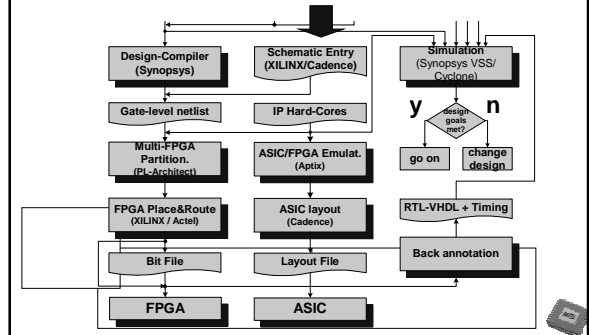 Design-Compiler
(Synopsys)
Schematic Entry
(XILINX/Cadence)
Simulation
(Synopsys VSS/
Cyclone)
Gate-level netlist
IP Hard-Cores
y
n
design
goals
met?
Multi-FPGA
Partition.
(PL-Architect)
ASIC/FPGA Emulat.
(Aptix)
go on
change
design
FPGA Place&Route
(XILINX / Actel)
ASIC layout
(Cadence)
RTL-VHDL + Timing
Bit File
Layout File
Back annotation
FPGA
ASIC